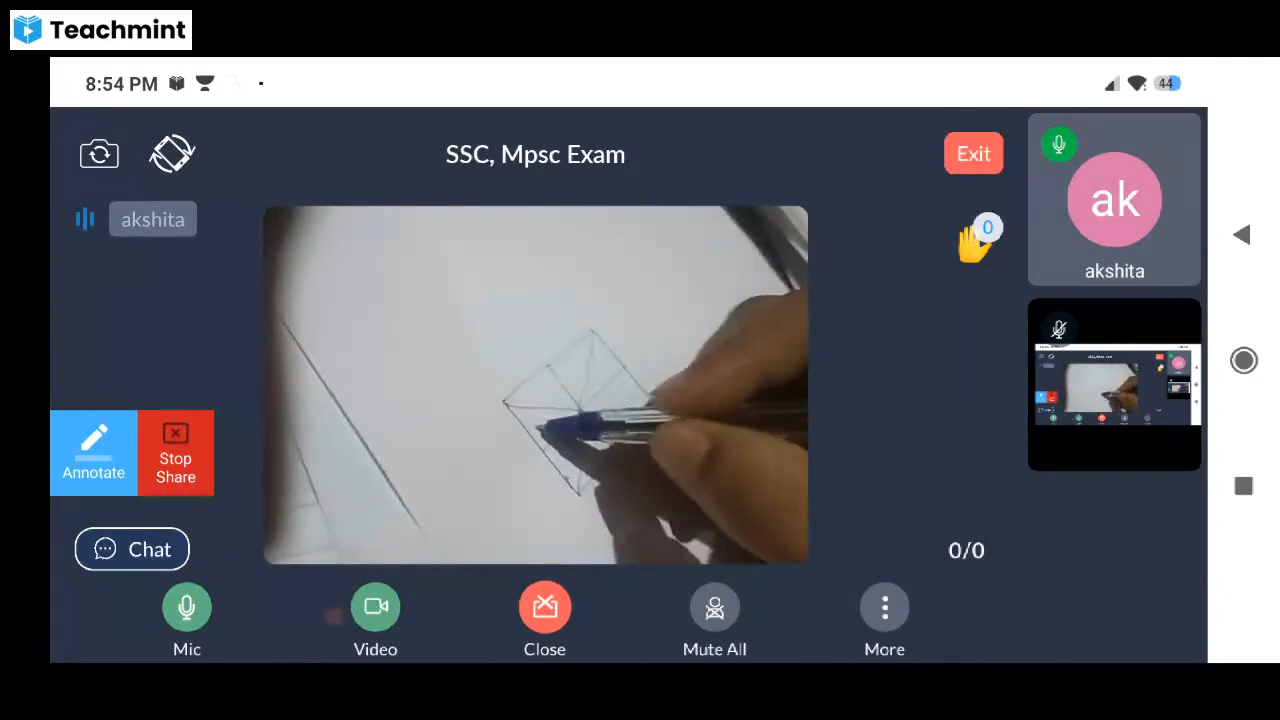 Teachmint
8:54 PM
44
SSC, Mpsc Exam
Exit
akshita
0
ak
akshita
Annotate
Stop
Share
Chat
0/0
Mic
Video
Close
Mute All
More